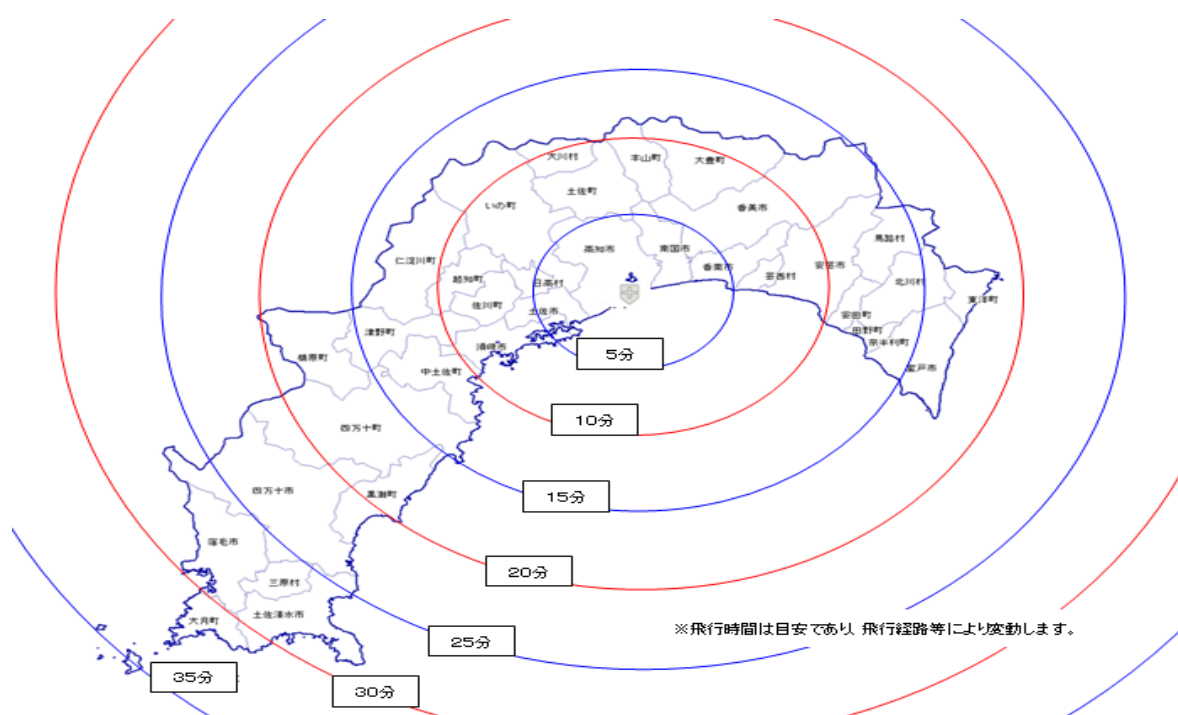 大川村
本山町
大豊町
土佐町
いの町
香美市
馬路村
高知市
南国市
仁淀川町
香南市
安芸市
越知町
日高村
芸西村
北川村
東洋町
佐川町
土佐市
安田町
津野町
田野町
奈半利町
須崎市
梼原町
5分
中土佐町
室戸市
10分
四万十町
四万十市
黒潮町
15分
宿毛市
20分
三原村
土佐清水市
大月町
※飛行時間は目安であり、飛行経路等により変動します。
25分
35分
30分